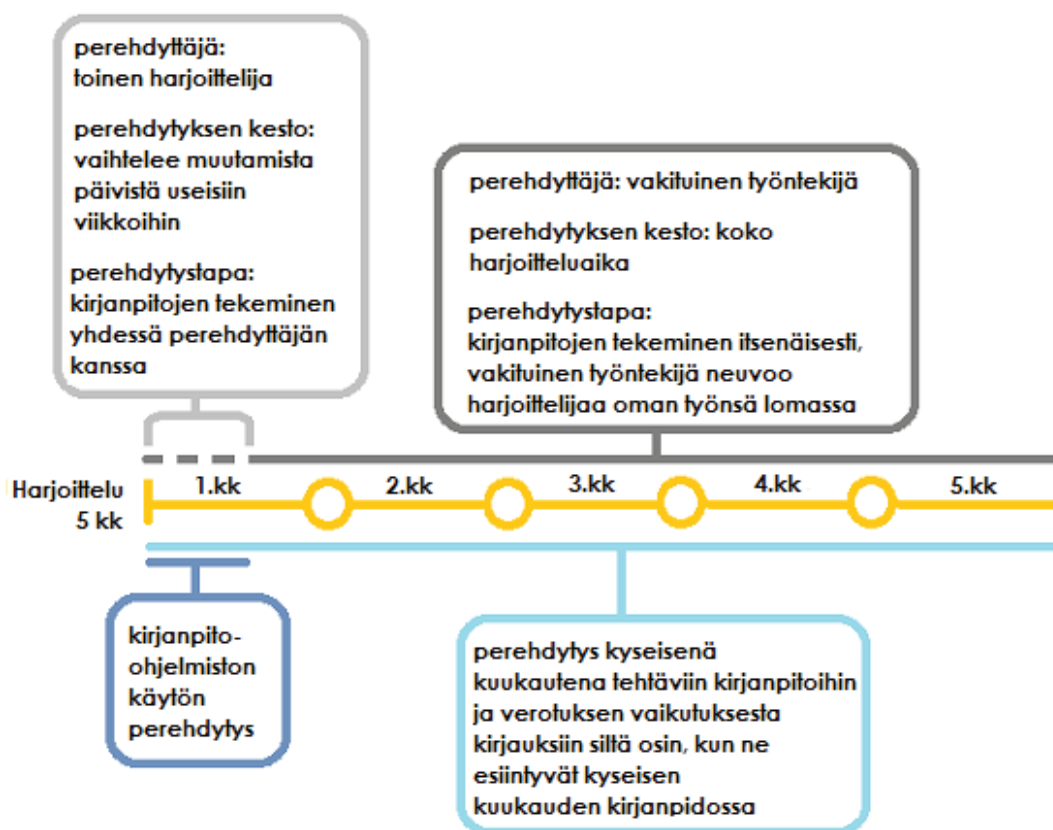 perehdyttäjä:
toinen harjoittelija
perehdytyksen kesto:
vaihtelee muutamista
päivistä useisiin
viikkoihin
perehdytystapa:
kirjanpitojen tekeminen
yhdessä perehdyttäjän
kanssa
perehdyttäjä: vakituinen työntekijä
perehdytyksen kesto: koko
harjoitteluaika
perehdytystapa:
kirjanpitojen tekeminen itsenäisesti,
vakituinen työntekijä neuvoo
harjoittelijaa oman työnsä lomassa
Harjoittelu
5 kk
1.kk
2.kk
3.kk
4.kk
5.kk
kirjanpito-
ohjelmiston
käytön
perehdytys
perehdytys kyseisenä
kuukautena tehtäviin kirjanpitoihin
ja verotuksen vaikutuksesta
kirjauksiin siltä osin, kun ne
esiintyvät kyseisen
kuukauden kirjanpidossa